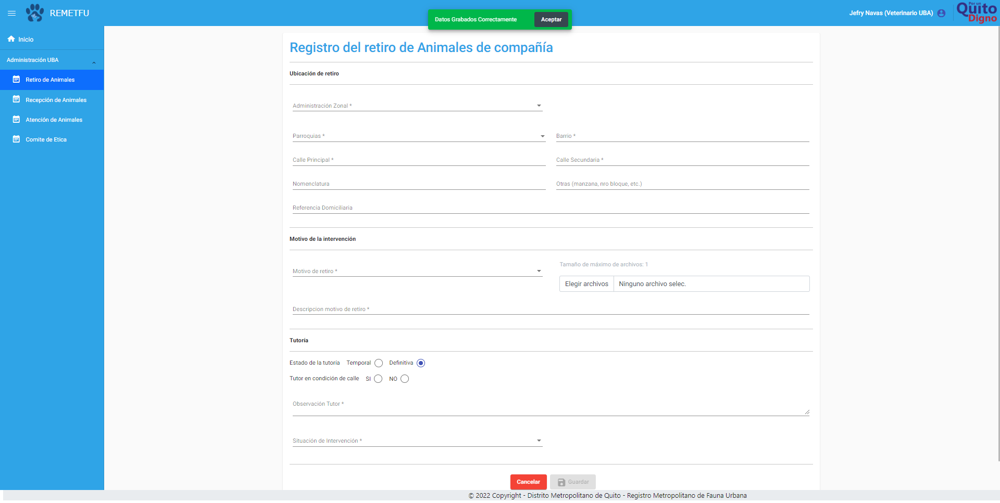 REMETFU
Datos Grabados Correctamente
Aceptar
Jefry Navas (Veterinario UBA)
Por un
Quito
Digno
Inicio
Administración UBA
Retiro de Animales
Recepción de Animales
Atención de Animales
Comite de Etica
Registro del retiro de Animales de compañía
Ubicación de retiro
Administración Zonal *
Parroquias *
Barrio *
Calle Principal *
Calle Secundaria *
Nomenclatura
Otras (manzana, nro bloque, etc.)
Referencia Domiciliaria
Motivo de la intervención
Motivo de retiro *
Tamaño de máximo de archivos: 1
Elegir archivos Ninguno archivo selec.
Descripcion motivo de retiro *
Tutoría
Estado de la tutoría Temporal Definitiva
Tutor en condición de calle SI NO
Observación Tutor *
Situación de Intervención *
Cancelar Guardar
© 2022 Copyright - Distrito Metropolitano de Quito - Registro Metropolitano de Fauna Urbana